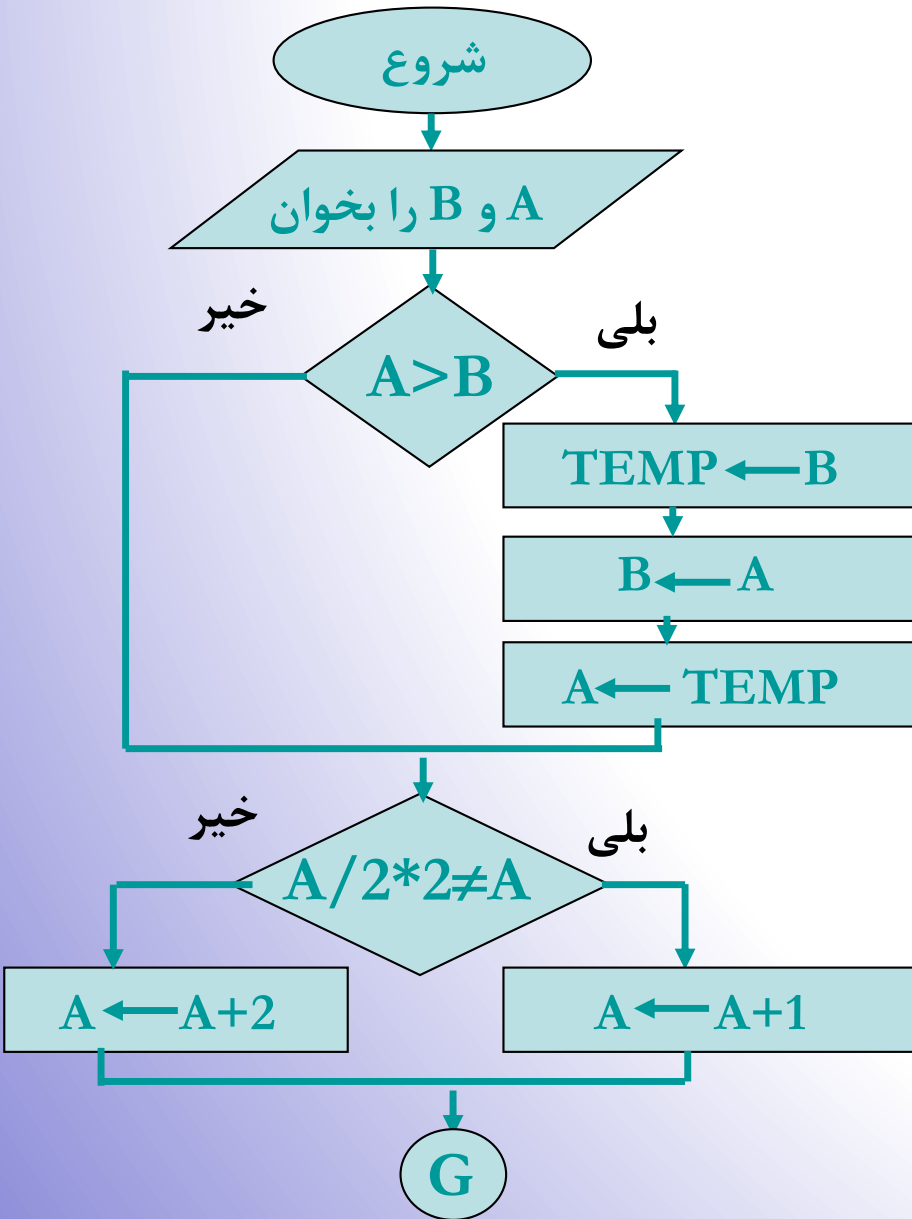 شروع
A و B را بخوان
خیر
بلی
A>B
TEMP ← B
B ← A
A ← TEMP
خیر
بلی
A/2*2≠A
A ← A+2
A ← A+1
G